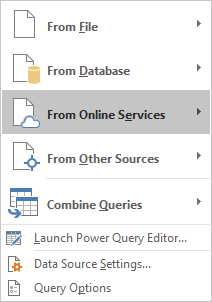 From File
From Database
From Online Services
From Other Sources
Combine Queries
Launch Power Query Editor...
Data Source Settings...
Query Options